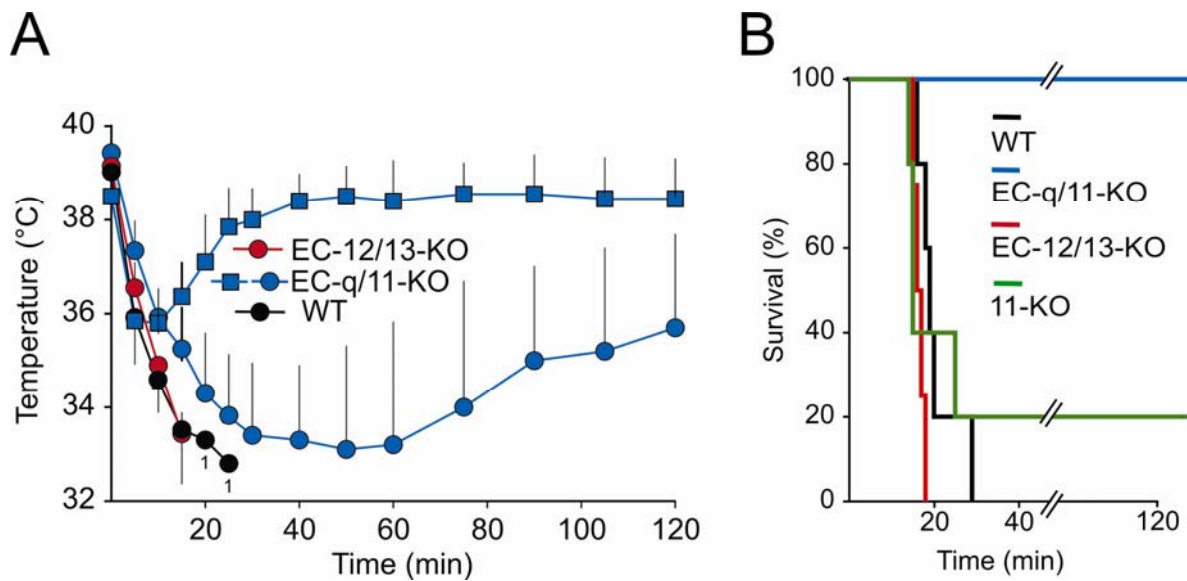 A
Temperature (°C)
40
38
36
34
32
EC-12/13-KO
EC-q/11-KO
WT
1
1
20
40
60
80
100
120
Time (min)
B
Survival (%)
100
80
60
40
20
0
WT
EC-q/11-KO
EC-12/13-KO
11-KO
20
40
120
Time (min)